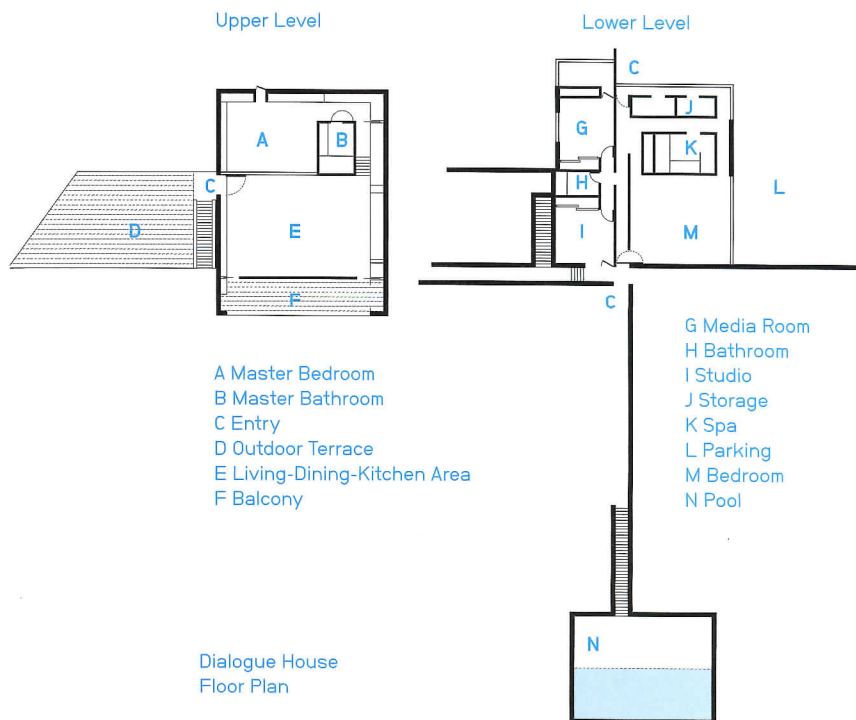 Upper Level
Lower Level
A
B
C
D
E
F
C
G
J
K
H
L
I
M
C
A Master Bedroom
B Master Bathroom
C Entry
D Outdoor Terrace
E Living-Dining-Kitchen Area
F Balcony
G Media Room
H Bathroom
I Studio
J Storage
K Spa
L Parking
M Bedroom
N Pool
N
Dialogue House
Floor Plan